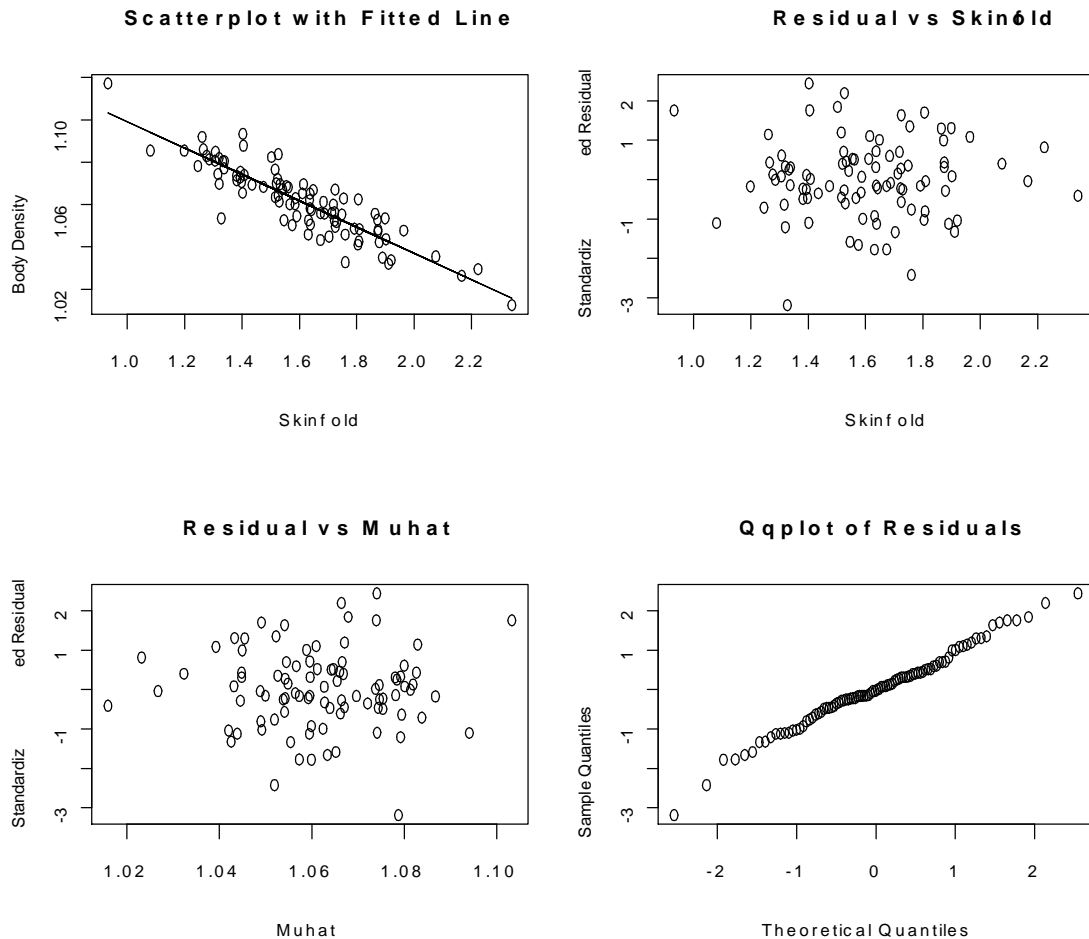 Scatterplot with Fitted Line
Body Density
1.02 1.06 1.10
1.0 1.2 1.4 1.6 1.8 2.0 2.2
Skinfold
Residual vs Skinfold
Standardized Residual
-3 -1 1 2
1.0 1.2 1.4 1.6 1.8 2.0 2.2
Skinfold
Residual vs Muhat
Standardized Residual
-3 -1 1 2
1.02 1.04 1.06 1.08 1.10
Muhat
Qqplot of Residuals
Sample Quantiles
-3 -1 1 2
-2 -1 0 1 2
Theoretical Quantiles